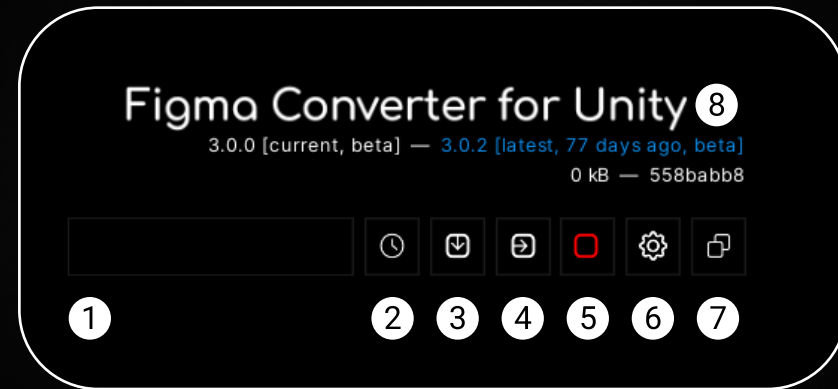 Figma Converter for Unity 8
3.0.0 [current, beta] — 3.0.2 [latest, 77 days ago, beta]
0 kB — 558babb8
1 2 3 4 5 6 7